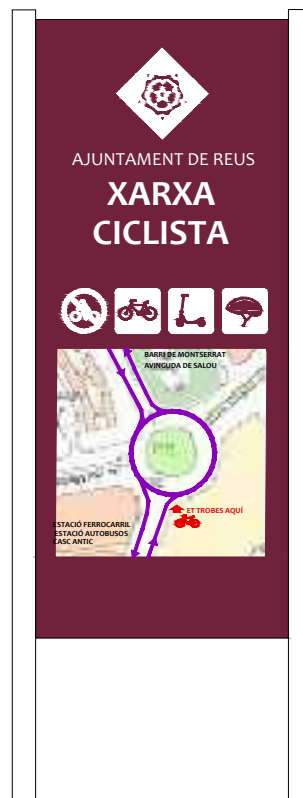 AJUNTAMENT DE REUS
XARXA
CICLISTA
BARRI DE MONTSERRAT
AVINGUDA DE SALOU
ET TROBES AQUÍ
ESTACIÓ FERROCARRIL
ESTACIÓ AUTOBUSOS
CASC ANTIC